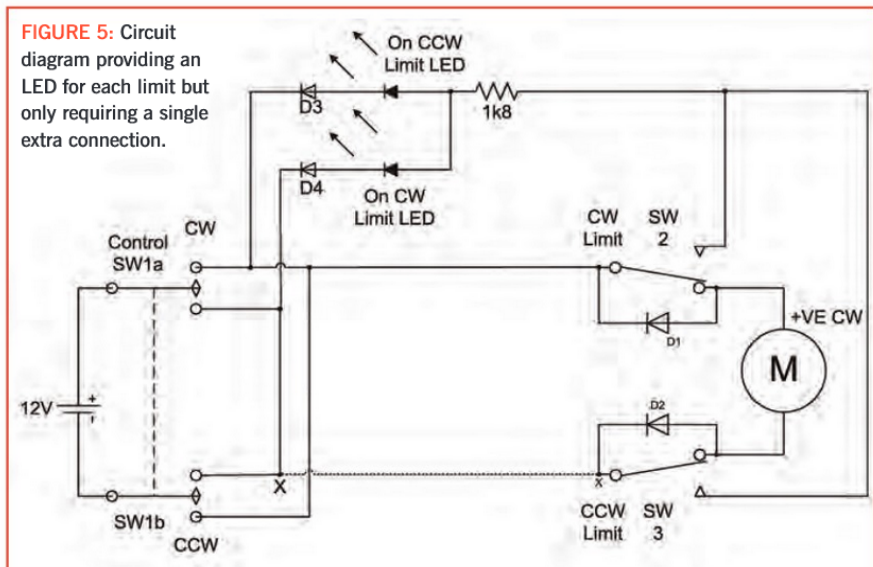 FIGURE 5: Circuit
diagram providing an
LED for each limit but
only requiring a single
extra connection.
On CCW
Limit LED
D3
1k8
D4
On CW
Limit LED
CW
Control
SW1a
CW
Limit
SW
2
D1
+VE CW
M
12V
+
D2
X
x
SW1b
CCW
CCW
Limit
SW
3